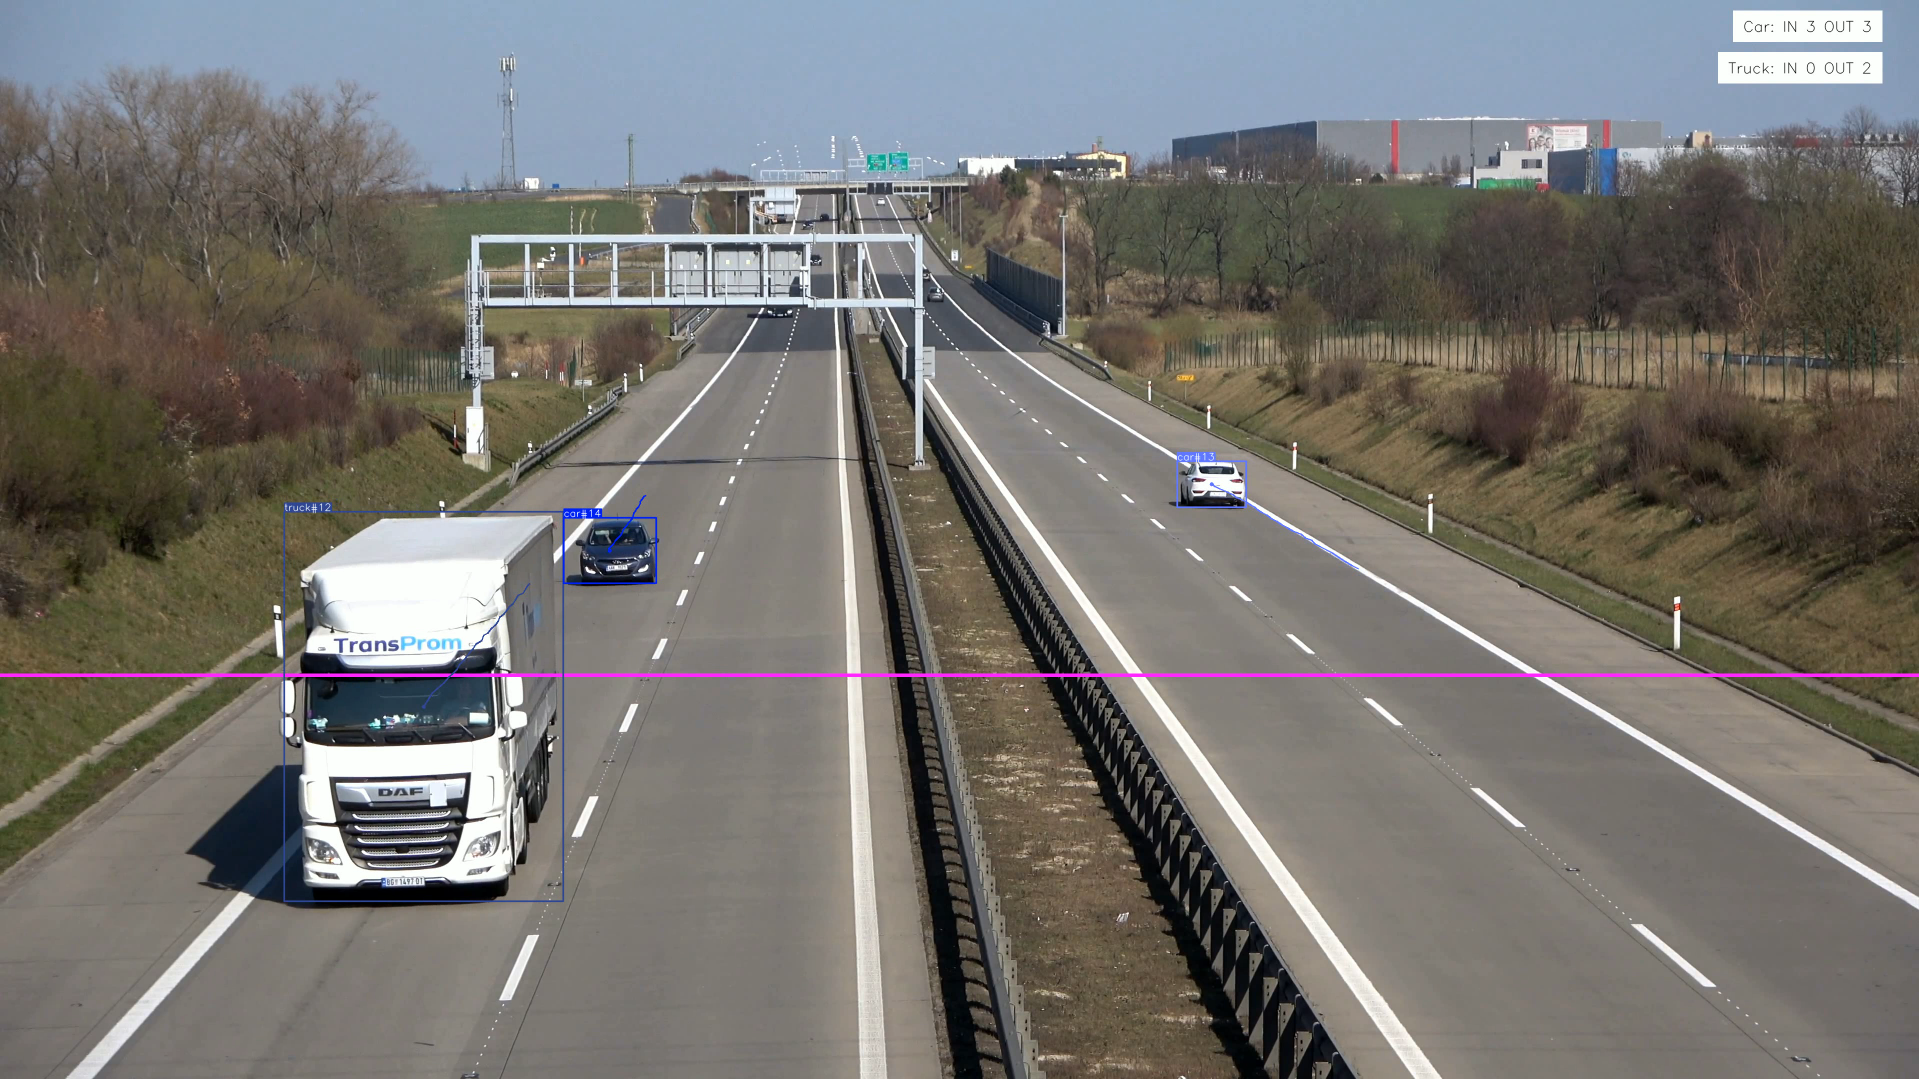 Car: IN 3 OUT 3
Truck: IN 0 OUT 2
car#13
truck#12
car#14
TransProm
DAF